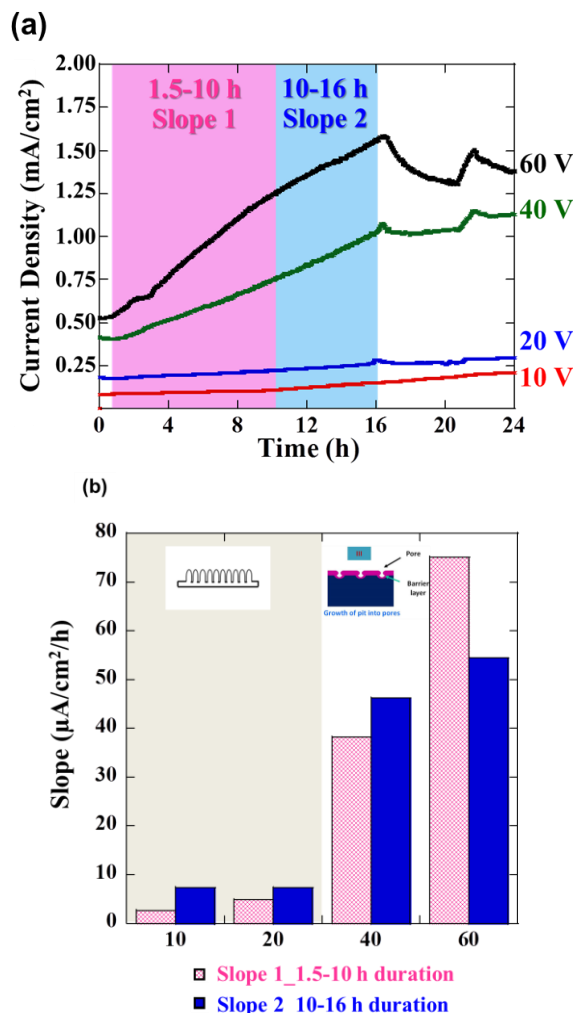 (a)
2.00
1.75
1.50
1.25
1.00
0.75
0.50
0.25
Current Density (mA/cm²)
1.5-10 h
Slope 1
10-16 h
Slope 2
60 V
40 V
20 V
10 V
0 4 8 12 16 20 24
Time (h)
(b)
80
70
60
50
40
30
20
10
0
Slope (µA/cm²/h)
III
Pore
Barrier
layer
Growth of pit into pores
10 20 40 60
Slope 1_1.5-10 h duration
Slope 2_10-16 h duration